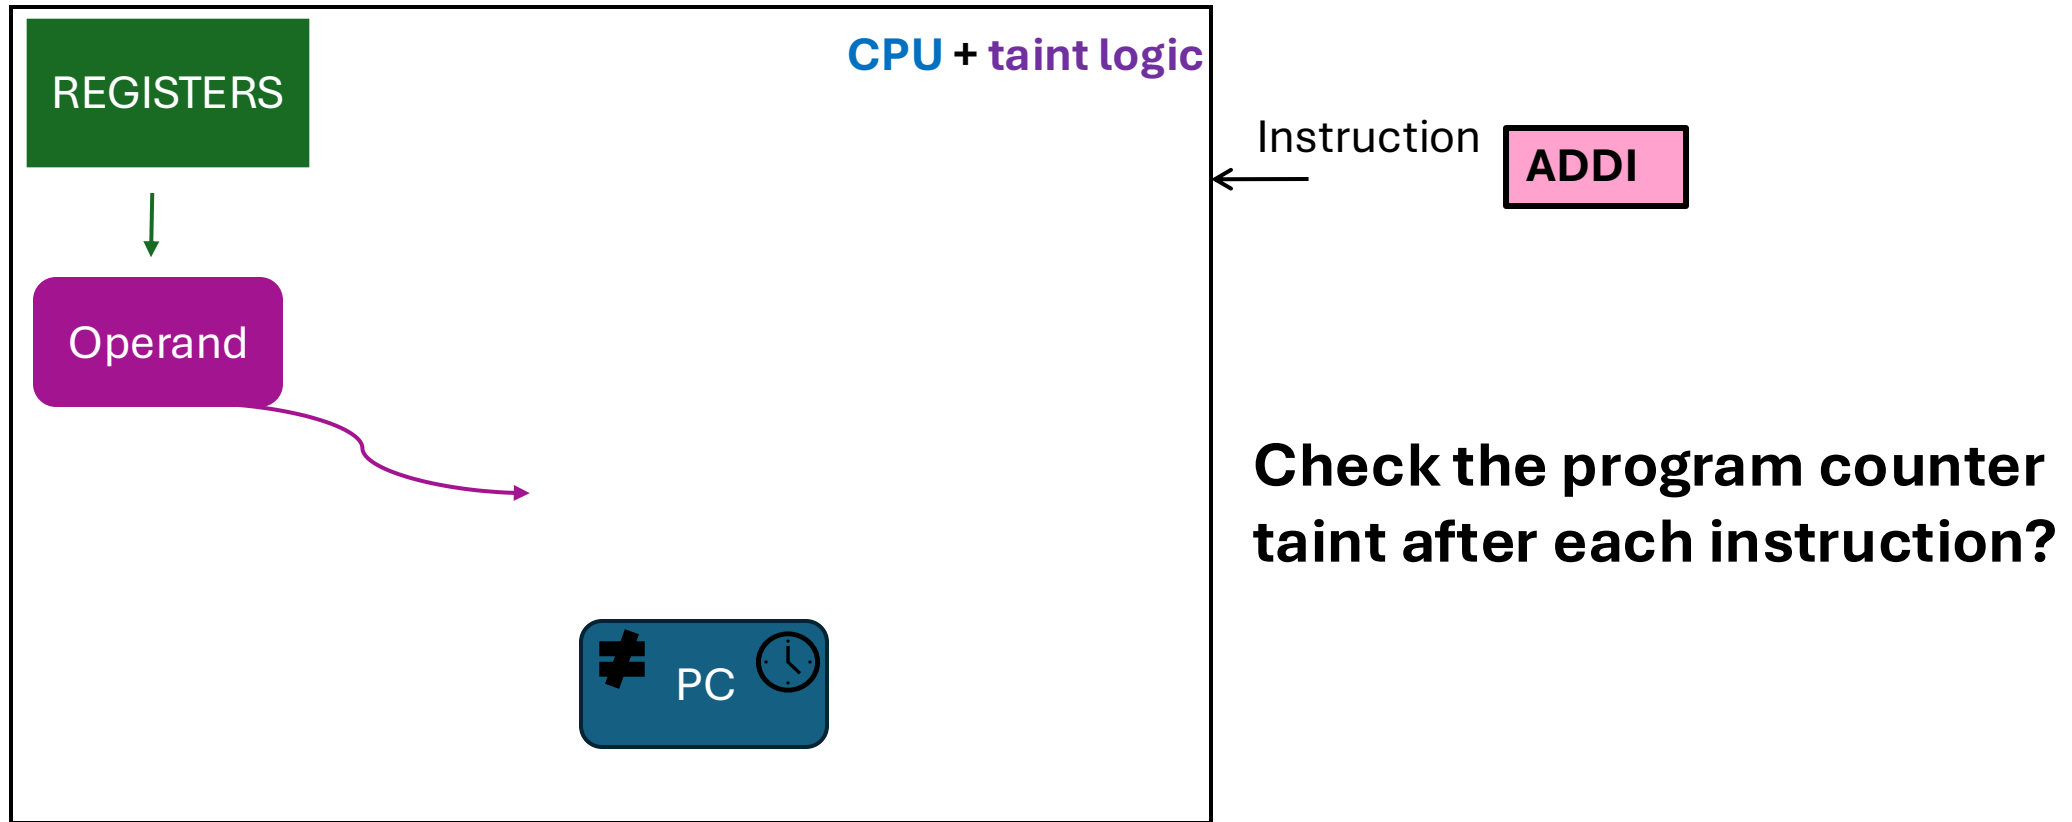 REGISTERS
CPU + taint logic
Instruction
ADDI
Operand
Check the program counter
taint after each instruction?
≠
PC